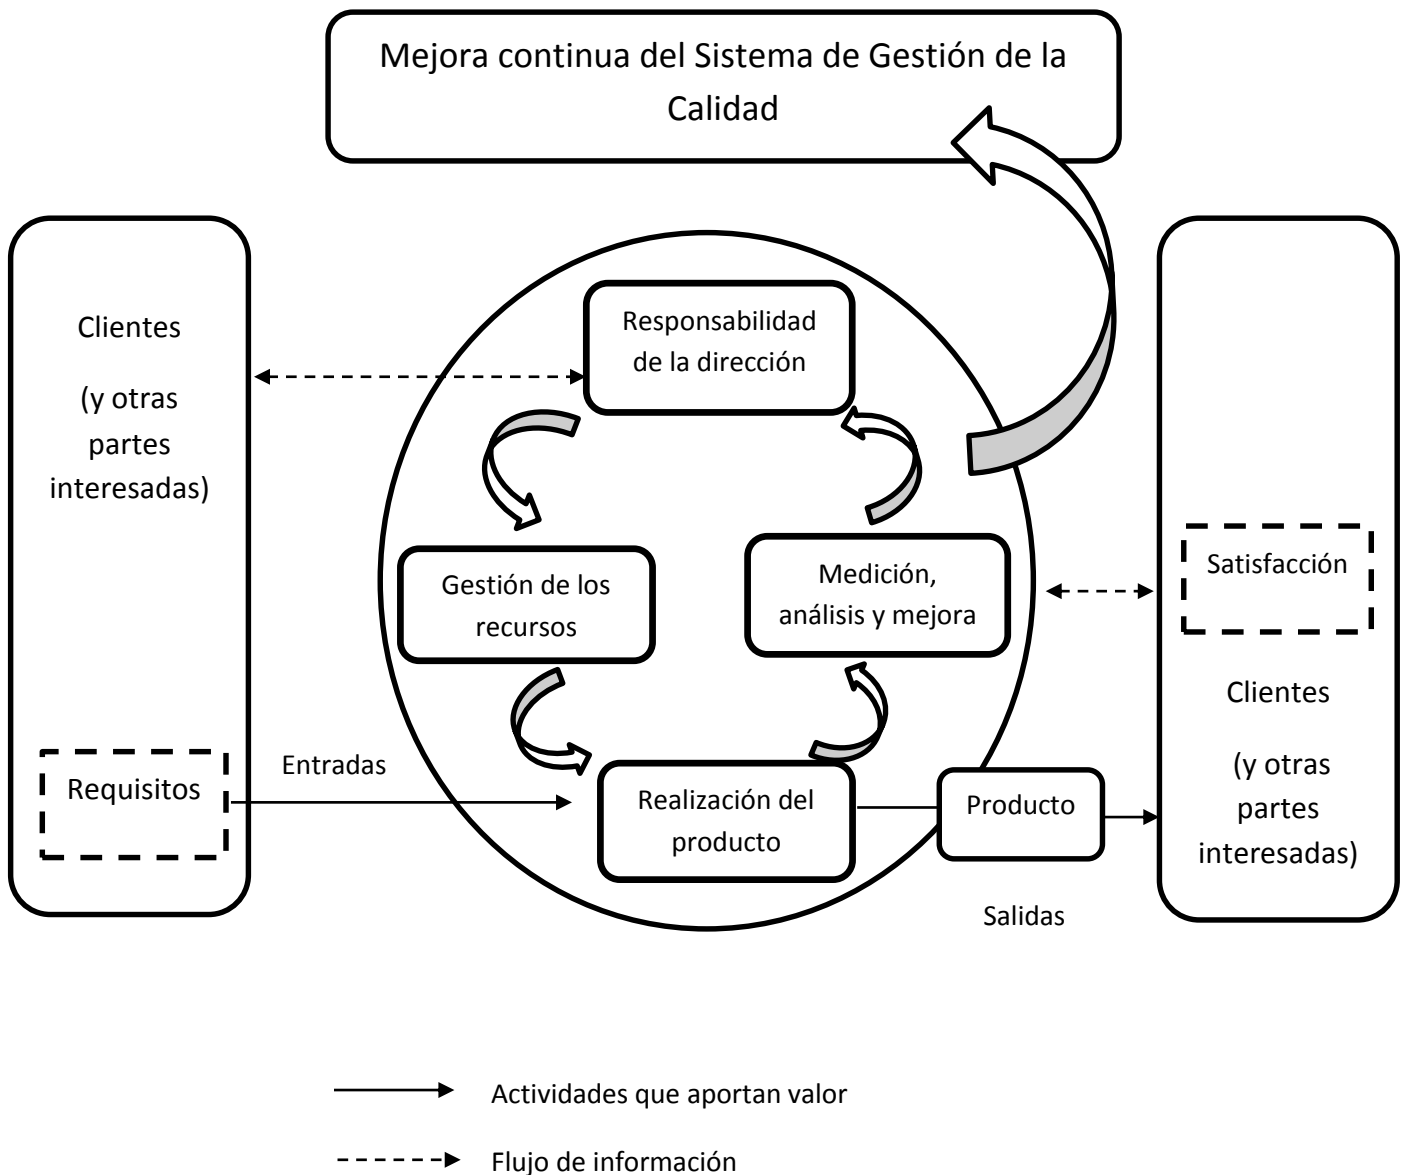 Mejora continua del Sistema de Gestión de la
Calidad
Clientes
(y otras
partes
interesadas)
Requisitos
Entradas
Responsabilidad
de la dirección
Gestión de los
recursos
Medición,
análisis y mejora
Realización del
producto
Producto
Salidas
Satisfacción
Clientes
(y otras
partes
interesadas)
Actividades que aportan valor
Flujo de información